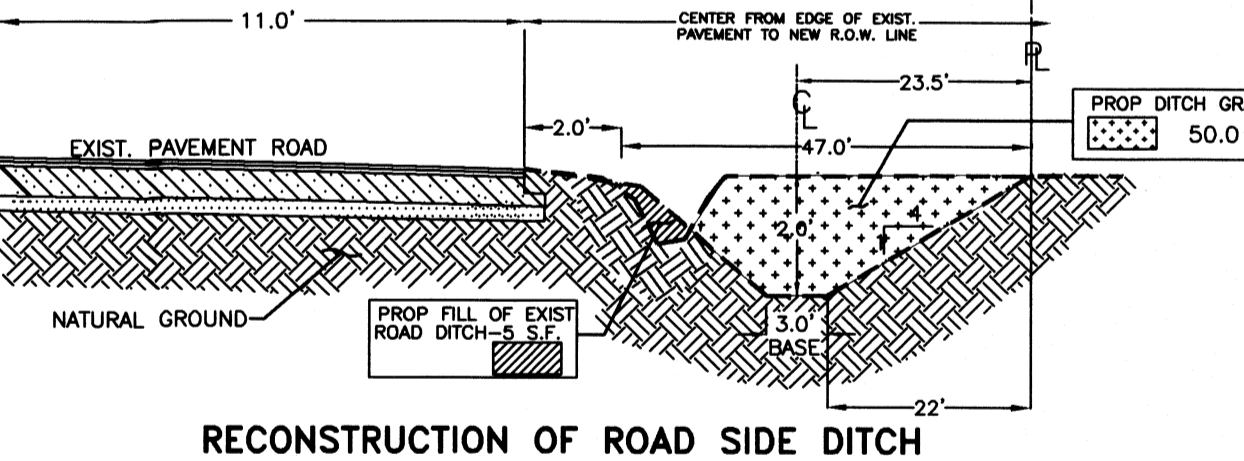 11.0'
CENTER FROM EDGE OF EXIST.
PAVEMENT TO NEW R.O.W. LINE
PL
23.5'
CL
PROP DITCH GR
50.0
2.0'
47.0'
EXIST. PAVEMENT ROAD
4
1
2.0'
NATURAL GROUND
PROP FILL OF EXIST
ROAD DITCH-5 S.F.
3.0'
BASE
22'
RECONSTRUCTION OF ROAD SIDE DITCH